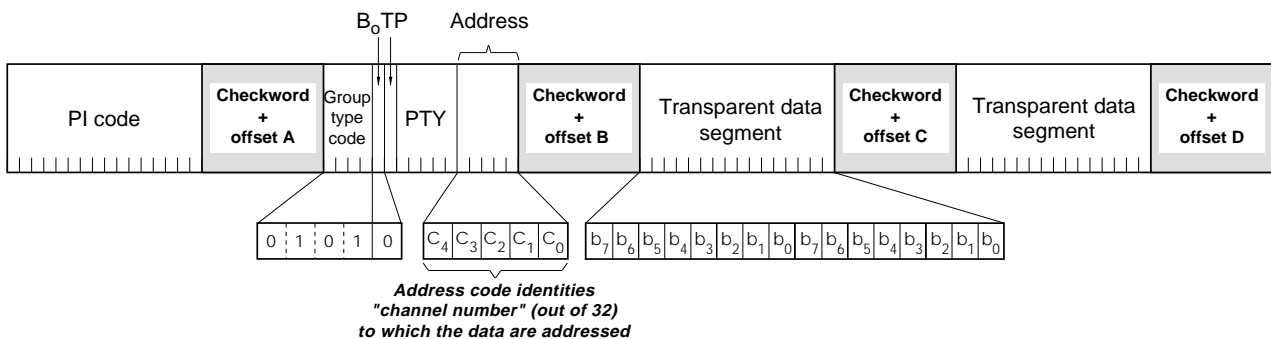 B₀TP Address
PI code
Checkword
+
offset A
Group
type
code
PTY
Checkword
+
offset B
Transparent data
segment
Checkword
+
offset C
Transparent data
segment
Checkword
+
offset D
0 1 0 1 0
C₄ C₃ C₂ C₁ C₀
b₇ b₆ b₅ b₄ b₃ b₂ b₁ b₀ b₇ b₆ b₅ b₄ b₃ b₂ b₁ b₀
Address code identities
"channel number" (out of 32)
to which the data are addressed